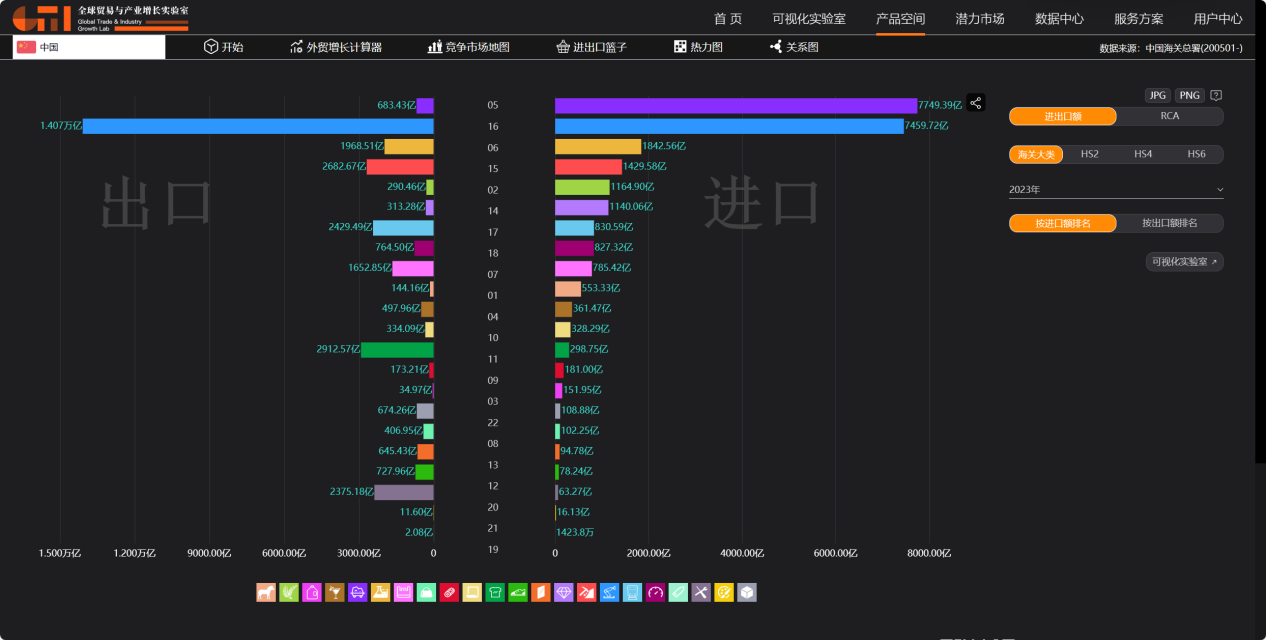 全球贸易与产业增长实验室
Global Trade & Industry
Growth Lab
首 页 可视化实验室 产品空间 潜力市场 数据中心 服务方案 用户中心
中国 开始 外贸增长计算器 竞争市场地图 进出口篮子 热力图 关系图 数据来源：中国海关总署(200501-)
JPG PNG
进出口额 RCA
海关大类 HS2 HS4 HS6
2023年
按进口额排名 按出口额排名
可视化实验室
出口 进口
683.43亿 05 7749.39亿
1.407万亿 16 7459.72亿
1968.51亿 06 1842.56亿
2682.67亿 15 1429.58亿
290.46亿 02 1164.90亿
313.28亿 14 1140.06亿
2429.49亿 17 830.59亿
764.50亿 18 827.32亿
1652.85亿 07 785.42亿
144.16亿 01 553.33亿
497.96亿 04 361.47亿
334.09亿 10 328.29亿
2912.57亿 11 298.75亿
173.21亿 09 181.00亿
34.97亿 03 151.95亿
674.26亿 22 108.88亿
406.95亿 08 102.25亿
645.43亿 13 94.78亿
727.96亿 12 78.24亿
2375.18亿 20 63.27亿
11.60亿 21 16.13亿
2.08亿 19 1423.8万
1.500万亿 1.200万亿 9000.00亿 6000.00亿 3000.00亿 0 0 2000.00亿 4000.00亿 6000.00亿 8000.00亿